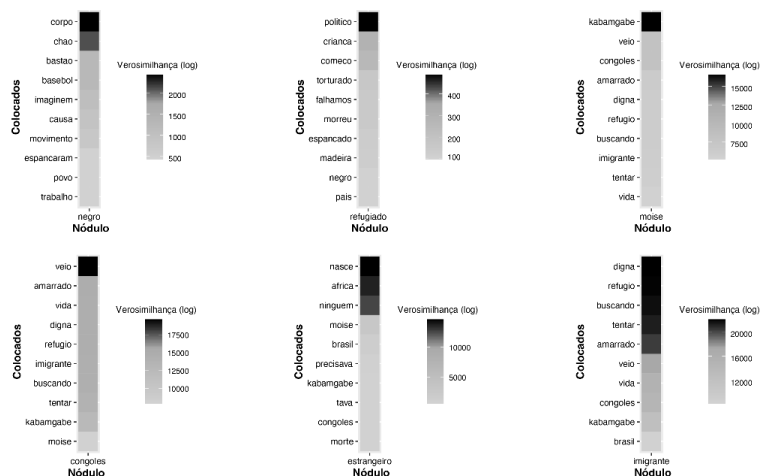 Colocados
corpo
chao
bastao
basebol
imaginem
causa
movimento
espancaram
povo
trabalho
negro
Nódulo
Verosimilhança (log)
2000
1500
1000
500
Colocados
politico
crianca
comeco
torturado
falhamos
morreu
espancado
madeira
negro
pais
refugiado
Nódulo
Verosimilhança (log)
400
300
200
100
Colocados
kabamgabe
veio
congoles
amarrado
digna
refugio
buscando
imigrante
tentar
vida
moise
Nódulo
Verosimilhança (log)
15000
12500
10000
7500
Colocados
veio
amarrado
vida
digna
refugio
imigrante
buscando
tentar
kabamgabe
moise
congoles
Nódulo
Verosimilhança (log)
17500
15000
12500
10000
Colocados
nasce
africa
ninguem
moise
brasil
precisava
kabamgabe
tava
congoles
morte
estrangeiro
Nódulo
Verosimilhança (log)
10000
5000
Colocados
digna
refugio
buscando
tentar
amarrado
veio
vida
congoles
kabamgabe
brasil
imigrante
Nódulo
Verosimilhança (log)
20000
16000
12000